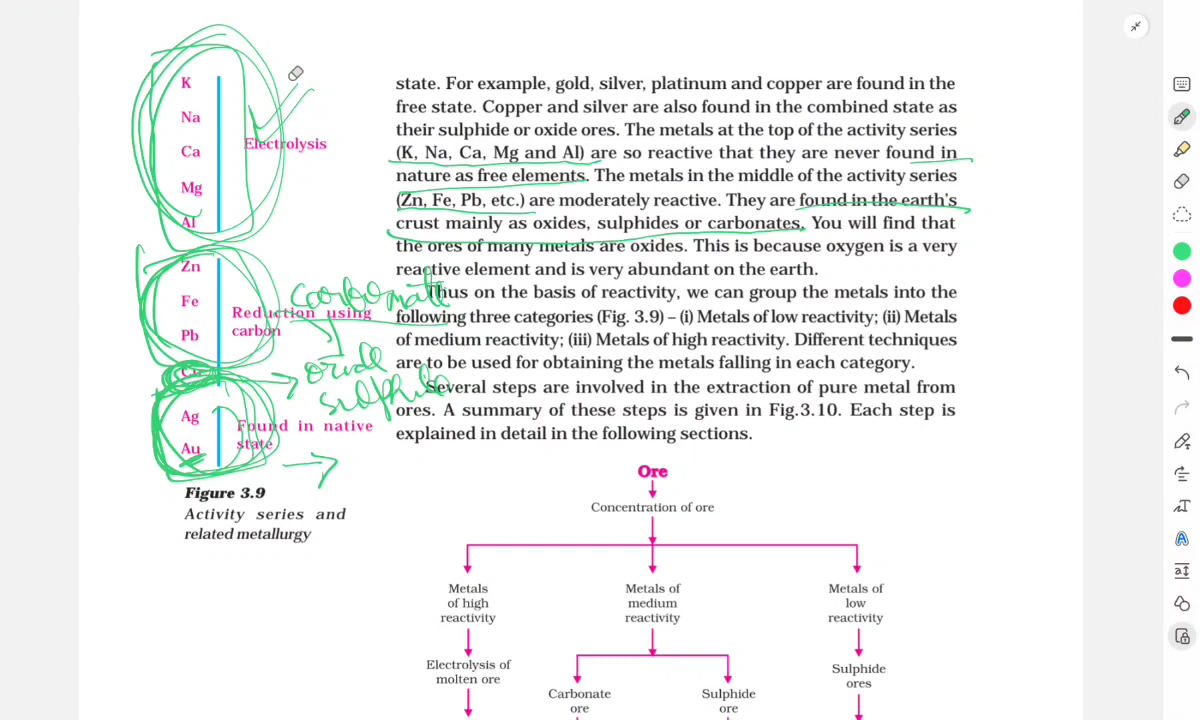 K
Na
Ca
Mg
Al
Electrolysis
Zn
Fe
Pb
Cu
Reduction using
carbon
carbonate
oxide
sulphide
Ag
Au
Found in native
state
Figure 3.9
Activity series and
related metallurgy
state. For example, gold, silver, platinum and copper are found in the
free state. Copper and silver are also found in the combined state as
their sulphide or oxide ores. The metals at the top of the activity series
(K, Na, Ca, Mg and Al) are so reactive that they are never found in
nature as free elements. The metals in the middle of the activity series
(Zn, Fe, Pb, etc.) are moderately reactive. They are found in the earth's
crust mainly as oxides, sulphides or carbonates. You will find that
the ores of many metals are oxides. This is because oxygen is a very
reactive element and is very abundant on the earth.
Thus on the basis of reactivity, we can group the metals into the
following three categories (Fig. 3.9) – (i) Metals of low reactivity; (ii) Metals
of medium reactivity; (iii) Metals of high reactivity. Different techniques
are to be used for obtaining the metals falling in each category.
Several steps are involved in the extraction of pure metal from
ores. A summary of these steps is given in Fig.3.10. Each step is
explained in detail in the following sections.
Ore
Concentration of ore
Metals
of high
reactivity
Metals of
medium
reactivity
Metals of
low
reactivity
Electrolysis of
molten ore
Carbonate
ore
Sulphide
ore
Sulphide
ores